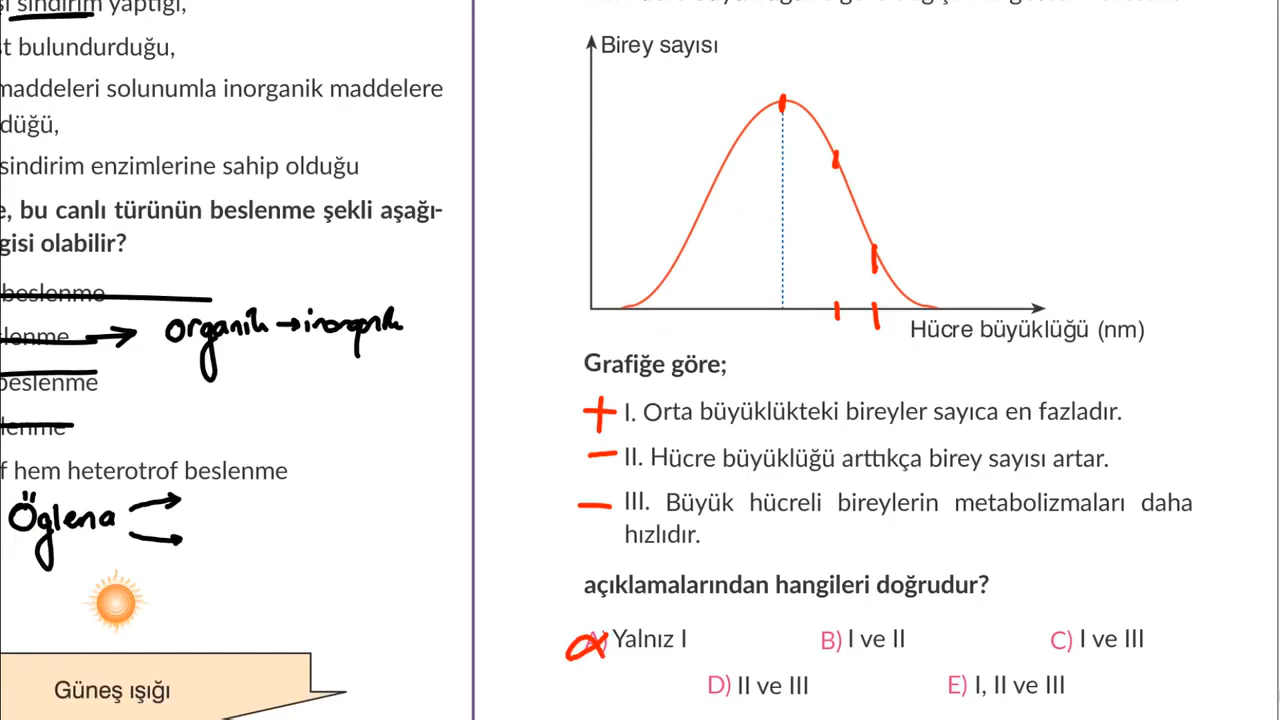 sindirim yaptığı,
bulundurduğu,
maddeleri solunumla inorganik maddelere
düğü,
sindirim enzimlerine sahip olduğu
e, bu canlı türünün beslenme şekli aşağı-
gisi olabilir?
beslenme
organik → inorganik
lenme
beslenme
lenme
f hem heterotrof beslenme
Öglena
Güneş ışığı
Birey sayısı
Hücre büyüklüğü (nm)
Grafiğe göre;
+ I. Orta büyüklükteki bireyler sayıca en fazladır.
– II. Hücre büyüklüğü arttıkça birey sayısı artar.
– III. Büyük hücreli bireylerin metabolizmaları daha
hızlıdır.
açıklamalarından hangileri doğrudur?
A) Yalnız I B) I ve II C) I ve III
D) II ve III E) I, II ve III